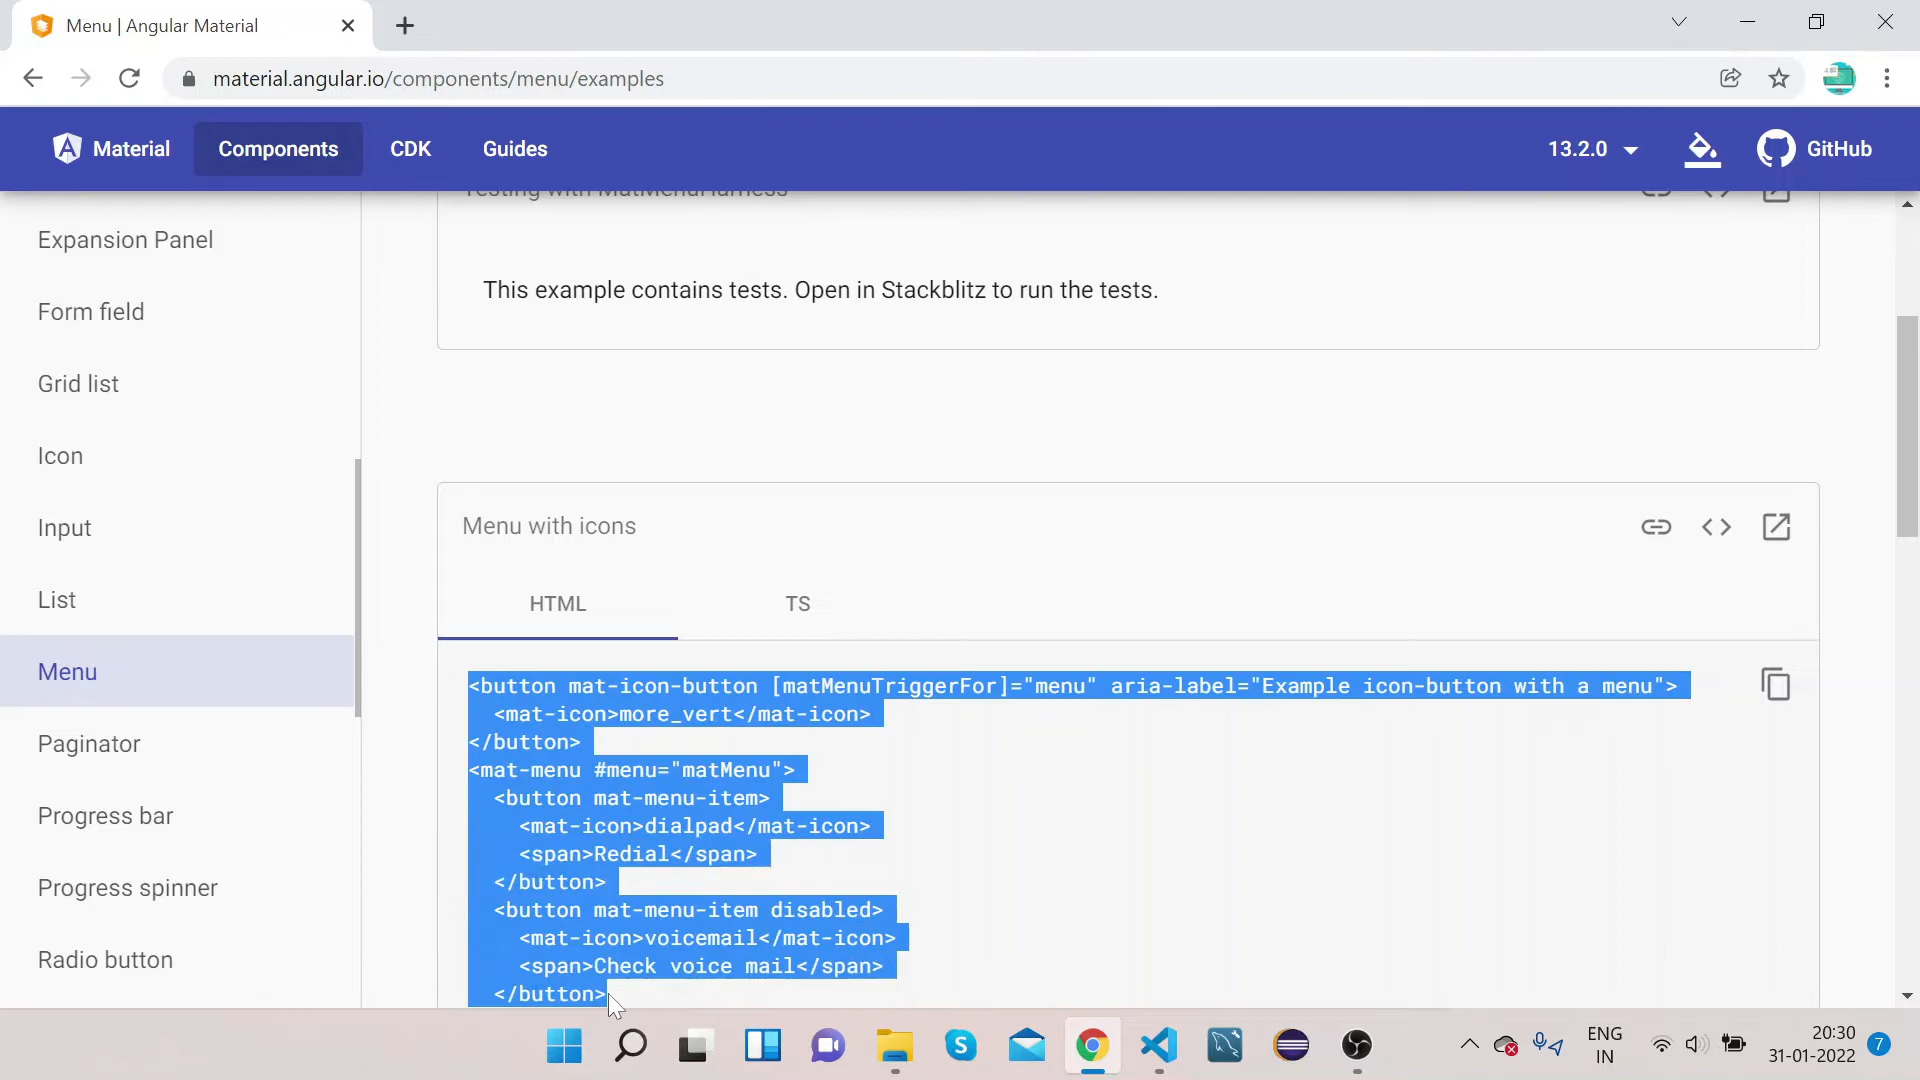 Menu | Angular Material
material.angular.io/components/menu/examples
Material
Components
CDK
Guides
13.2.0
GitHub
Testing with MatMenuHarness
Expansion Panel
Form field
Grid list
Icon
Input
List
Menu
Paginator
Progress bar
Progress spinner
Radio button
This example contains tests. Open in Stackblitz to run the tests.
Menu with icons
HTML
TS
<button mat-icon-button [matMenuTriggerFor]="menu" aria-label="Example icon-button with a menu">
<mat-icon>more_vert</mat-icon>
</button>
<mat-menu #menu="matMenu">
<button mat-menu-item>
<mat-icon>dialpad</mat-icon>
<span>Redial</span>
</button>
<button mat-menu-item disabled>
<mat-icon>voicemail</mat-icon>
<span>Check voice mail</span>
</button>
ENG
IN
20:30
31-01-2022
7